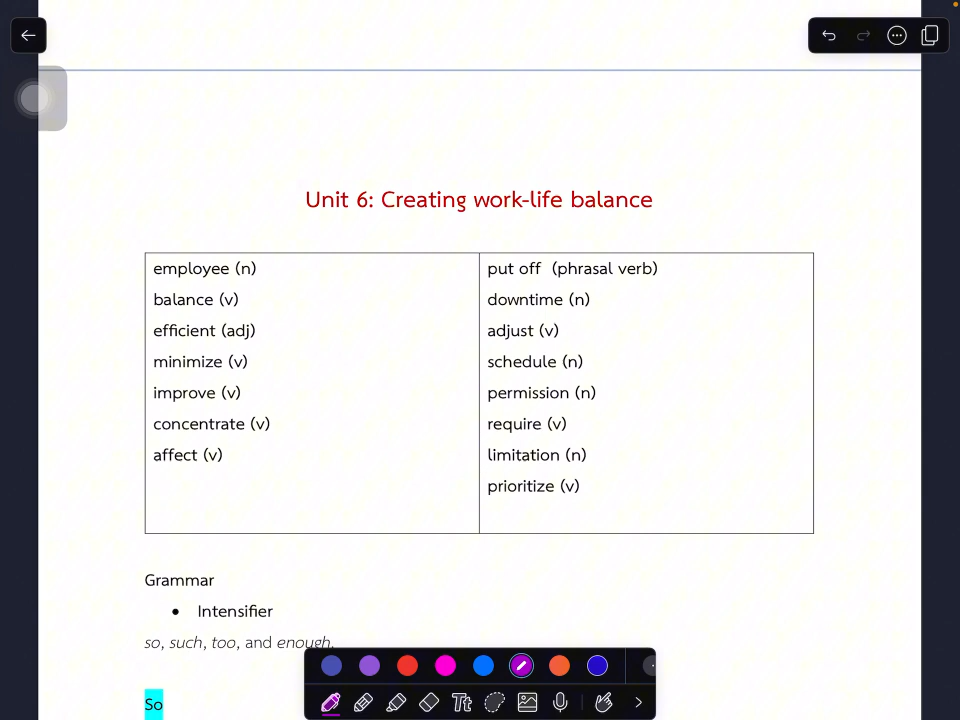 Unit 6: Creating work-life balance
employee (n)
balance (v)
efficient (adj)
minimize (v)
improve (v)
concentrate (v)
affect (v)
put off (phrasal verb)
downtime (n)
adjust (v)
schedule (n)
permission (n)
require (v)
limitation (n)
prioritize (v)
Grammar
• Intensifier
so, such, too, and enough.
So
Tt